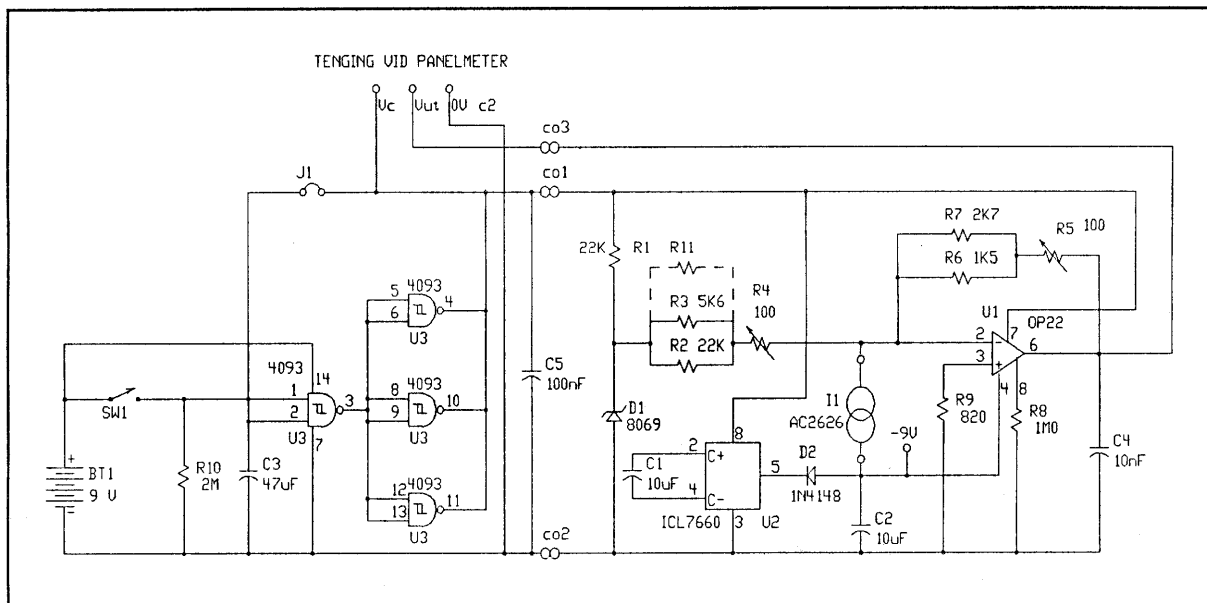 TENGING VID PANELMETER
Vc Vut 0V c2
co3
J1
co1
R7 2K7
R5 100
22K R1 R11
R6 1K5
4093
5 4
6
U3
R3 5K6
R4
100
U1
OP22
R2 22K
2 7
6
3
4 8
C5
100nF
4093
14
1
2
3
U3
7
4093
8 10
9
U3
SW1
D1
8069
I1
AC2626
R9
820
R8
1M0
-9V
8
2 C+
5
D2
1N4148
C1
10uF
4 C-
ICL7660 3 U2
C4
10nF
BT1
9 V
R10
2M
C3
47uF
4093
12 11
13
U3
C2
10uF
co2